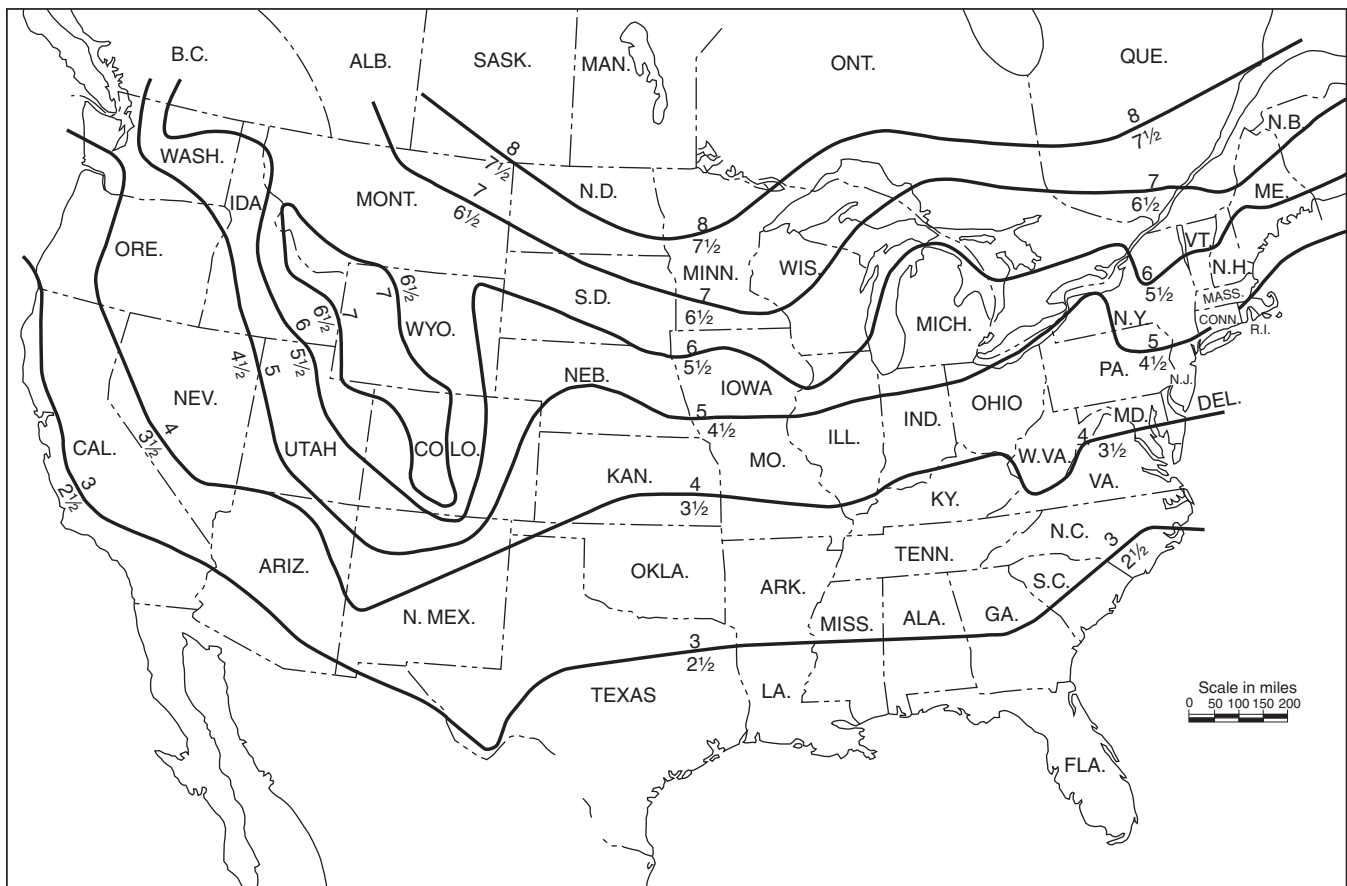 B.C.
ALB.
SASK.
MAN.
ONT.
QUE.
8
7½
N.B.
WASH.
8
7½
IDA
MONT.
7
6½
N.D.
7
6½
ME.
ORE.
8
7½
MINN.
WIS.
VT.
N.H.
6
5½
MASS.
CONN.
R.I.
6½
7
6½
7
WYO.
S.D.
7
6½
MICH.
N.Y.
6
5½
4½
5
NEB.
6
5½
IOWA
PA.
5
4½
N.J.
NEV.
5
4½
ILL.
IND.
OHIO
MD.
DEL.
4
3½
CAL.
UTAH
COLO.
KAN.
MO.
W.VA.
4
3½
3
2½
4
3½
KY.
VA.
ARIZ.
OKLA.
TENN.
N.C.
3
2½
N. MEX.
ARK.
MISS.
ALA.
GA.
S.C.
3
2½
TEXAS
LA.
Scale in miles
0 50 100 150 200
FLA.